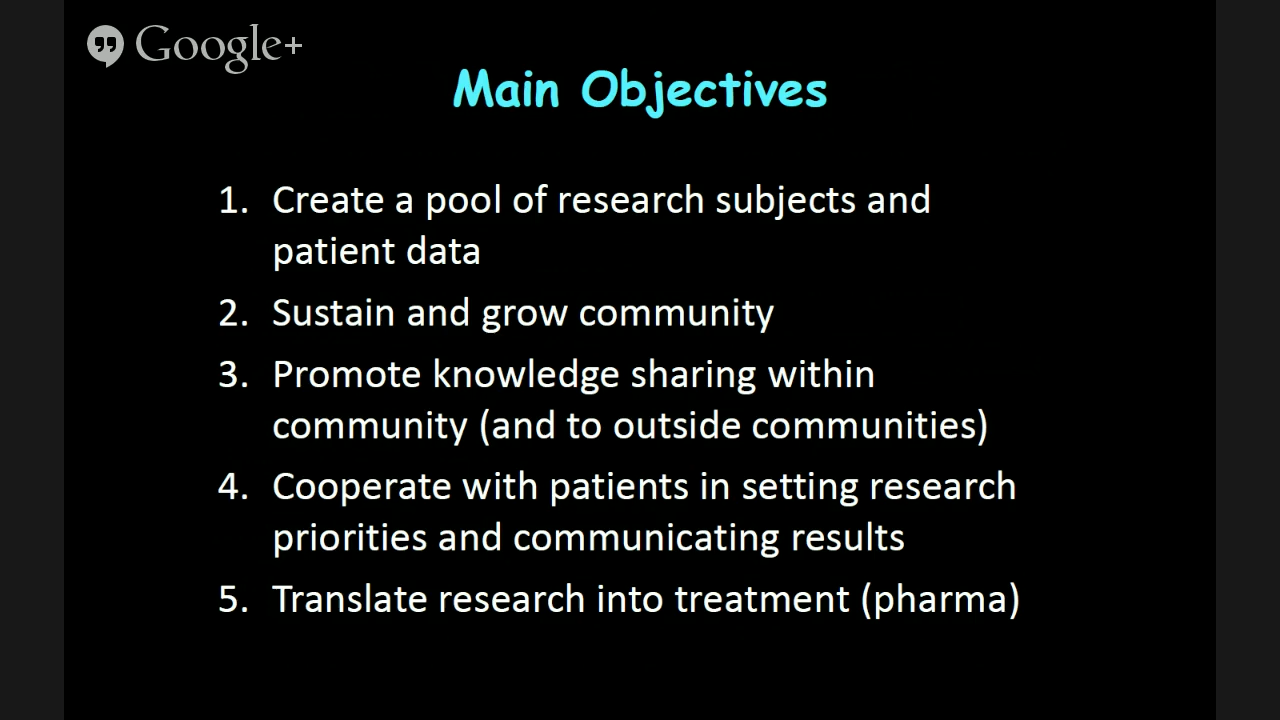 Google+
Main Objectives
1. Create a pool of research subjects and
patient data
2. Sustain and grow community
3. Promote knowledge sharing within
community (and to outside communities)
4. Cooperate with patients in setting research
priorities and communicating results
5. Translate research into treatment (pharma)